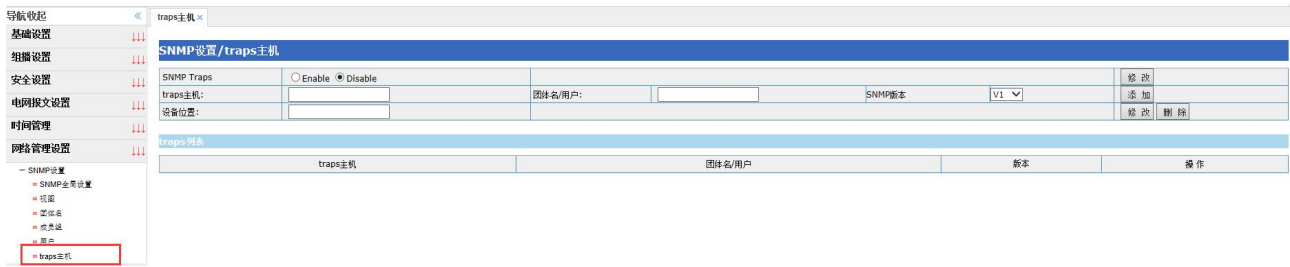 导航收起 «
基础设置 ↓↓↓
组播设置 ↓↓↓
安全设置 ↓↓↓
电网报文设置 ↓↓↓
时间管理 ↓↓↓
网络管理设置 ↓↓↓
SNMP设置
SNMP全局设置
视图
团体名
成员组
用户
traps主机
traps主机 ×
SNMP设置/traps主机
SNMP Traps Enable Disable 修 改
traps主机: 团体名/用户: SNMP版本 V1 添 加
设备位置: 修 改 删 除
traps列表
traps主机 团体名/用户 版本 操 作